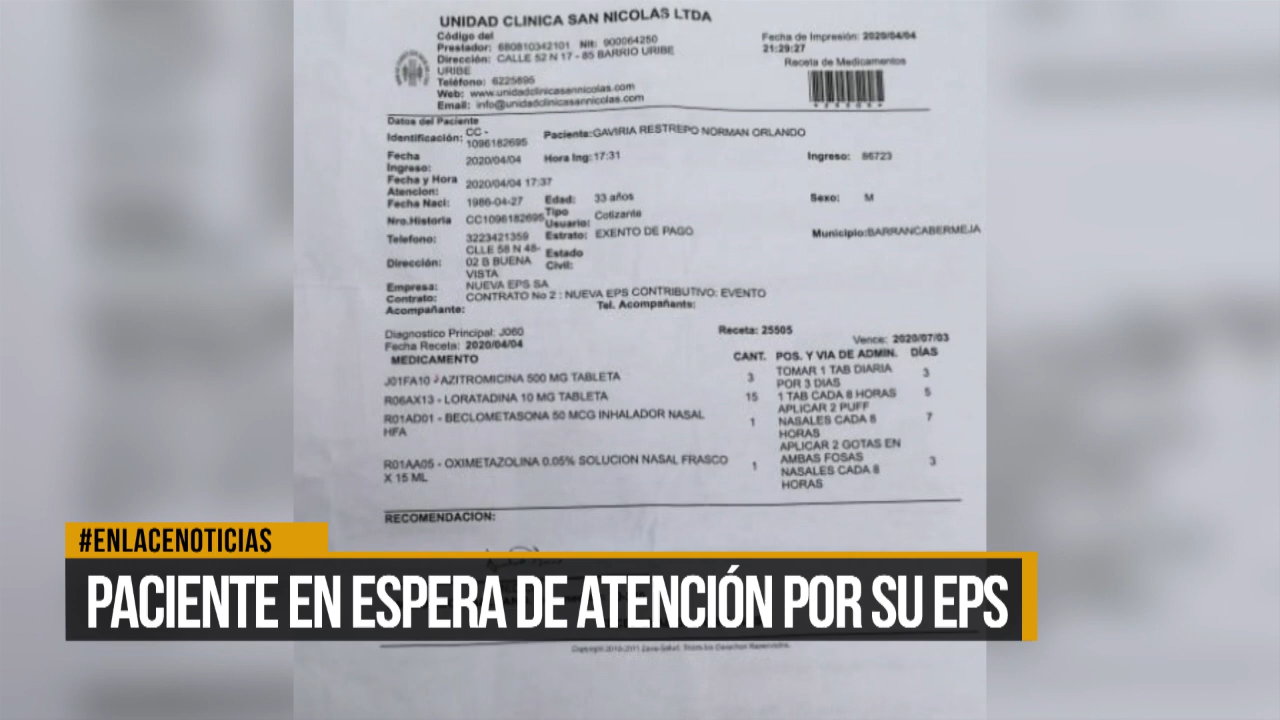 UNIDAD CLINICA SAN NICOLAS LTDA
Código del
Prestador: 680810342101 Nit: 900064250
Dirección: CALLE 52 N 17 - 85 BARRIO URIBE
URIBE
Teléfono: 6225895
Web: www.unidadclinicasannicolas.com
Email: info@unidadclinicasannicolas.com
Fecha de Impresión: 2020/04/04
21:29:27
Receta de Medicamentos
Datos del Paciente
Identificación: CC - 1096182695 Paciente: GAVIRIA RESTREPO NORMAN ORLANDO
Fecha Ingreso: 2020/04/04 Hora Ing: 17:31 Ingreso: 86723
Fecha y Hora Atencion: 2020/04/04 17:37
Fecha Naci: 1986-04-27 Edad: 33 años Sexo: M
Nro.Historia CC1096182695 Tipo Usuario: Cotizante
Telefono: 3223421359 Estrato: EXENTO DE PAGO Municipio: BARRANCABERMEJA
Dirección: CLLE 58 N 48-02 B BUENA VISTA Estado Civil:
Empresa: NUEVA EPS SA
Contrato: CONTRATO No 2 : NUEVA EPS CONTRIBUTIVO: EVENTO
Acompañante: Tel. Acompañante:
Diagnostico Principal: J060 Receta: 25505
Fecha Receta: 2020/04/04 Vence: 2020/07/03
MEDICAMENTO CANT. POS. Y VIA DE ADMIN. DÍAS
J01FA10 - AZITROMICINA 500 MG TABLETA 3 TOMAR 1 TAB DIARIA POR 3 DIAS 3
R06AX13 - LORATADINA 10 MG TABLETA 15 1 TAB CADA 8 HORAS 5
R01AD01 - BECLOMETASONA 50 MCG INHALADOR NASAL HFA 1 APLICAR 2 PUFF NASALES CADA 8 HORAS 7
R01AA05 - OXIMETAZOLINA 0.05% SOLUCION NASAL FRASCO X 15 ML 1 APLICAR 2 GOTAS EN AMBAS FOSAS NASALES CADA 8 HORAS 3
RECOMENDACION:
#ENLACENOTICIAS
PACIENTE EN ESPERA DE ATENCIÓN POR SU EPS